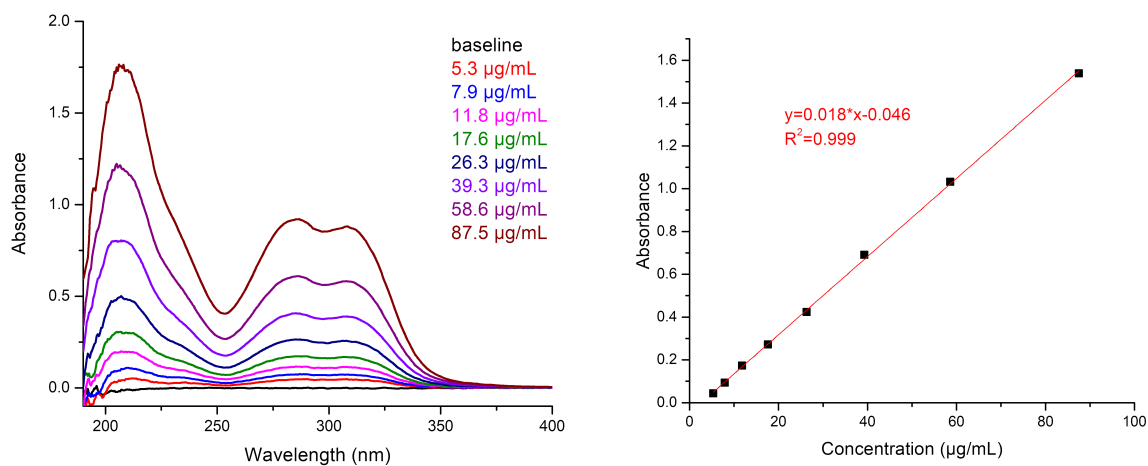 2.0
1.5
1.0
0.5
0.0
Absorbance
200
250
300
350
400
Wavelength (nm)
baseline
5.3 µg/mL
7.9 µg/mL
11.8 µg/mL
17.6 µg/mL
26.3 µg/mL
39.3 µg/mL
58.6 µg/mL
87.5 µg/mL
1.6
1.4
1.2
1.0
0.8
0.6
0.4
0.2
0.0
Absorbance
y=0.018*x-0.046
R²=0.999
0
20
40
60
80
100
Concentration (µg/mL)